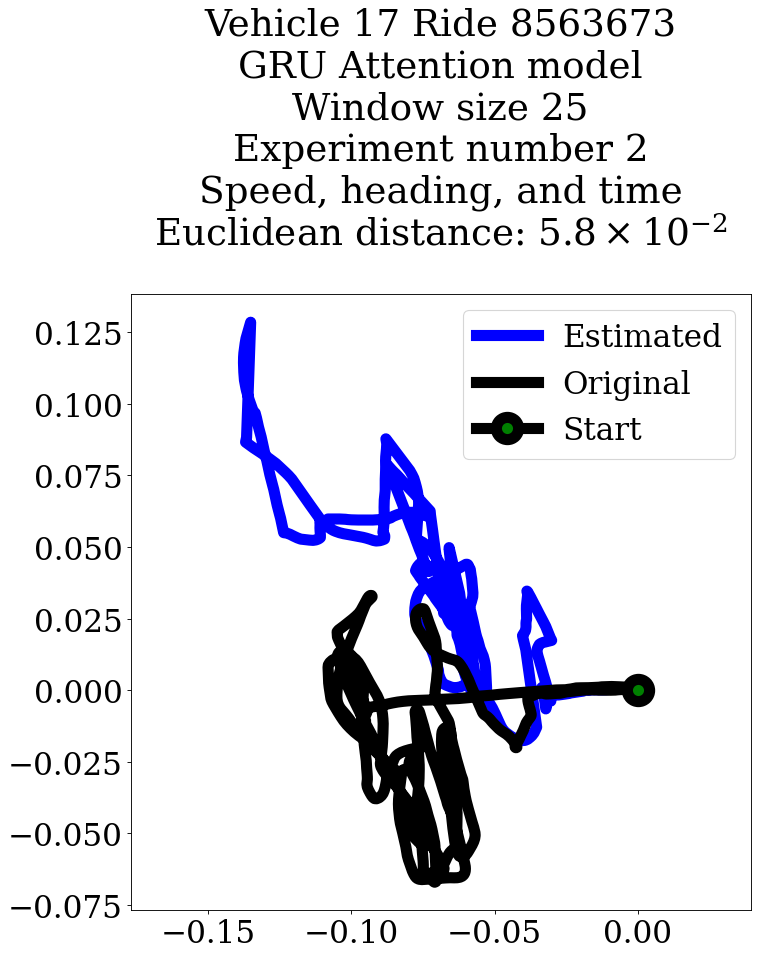 Vehicle 17 Ride 8563673
GRU Attention model
Window size 25
Experiment number 2
Speed, heading, and time
Euclidean distance: 5.8 × 10⁻²
Estimated
Original
Start
0.125
0.100
0.075
0.050
0.025
0.000
−0.025
−0.050
−0.075
−0.15
−0.10
−0.05
0.00